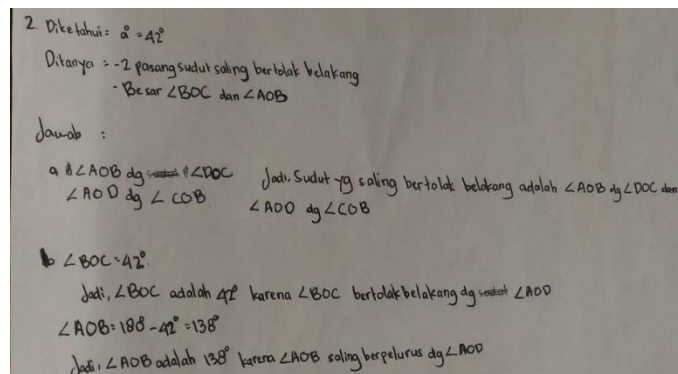 2. Diketahui = a° = 42°
Ditanya = - 2 pasang sudut saling bertolak belakang
- Besar ∠BOC dan ∠AOB
Jawab :
a ∠AOB dg ∠DOC Jadi, Sudut yg saling bertolak belakang adalah ∠AOB dg ∠DOC dan
∠AOD dg ∠COB ∠AOD dg ∠COB
b ∠BOC = 42°.
Jadi, ∠BOC adalah 42° karena ∠BOC bertolak belakang dg ∠AOD
∠AOB = 180° - 42° = 138°
Jadi, ∠AOB adalah 138° karena ∠AOB saling berpelurus dg ∠AOD